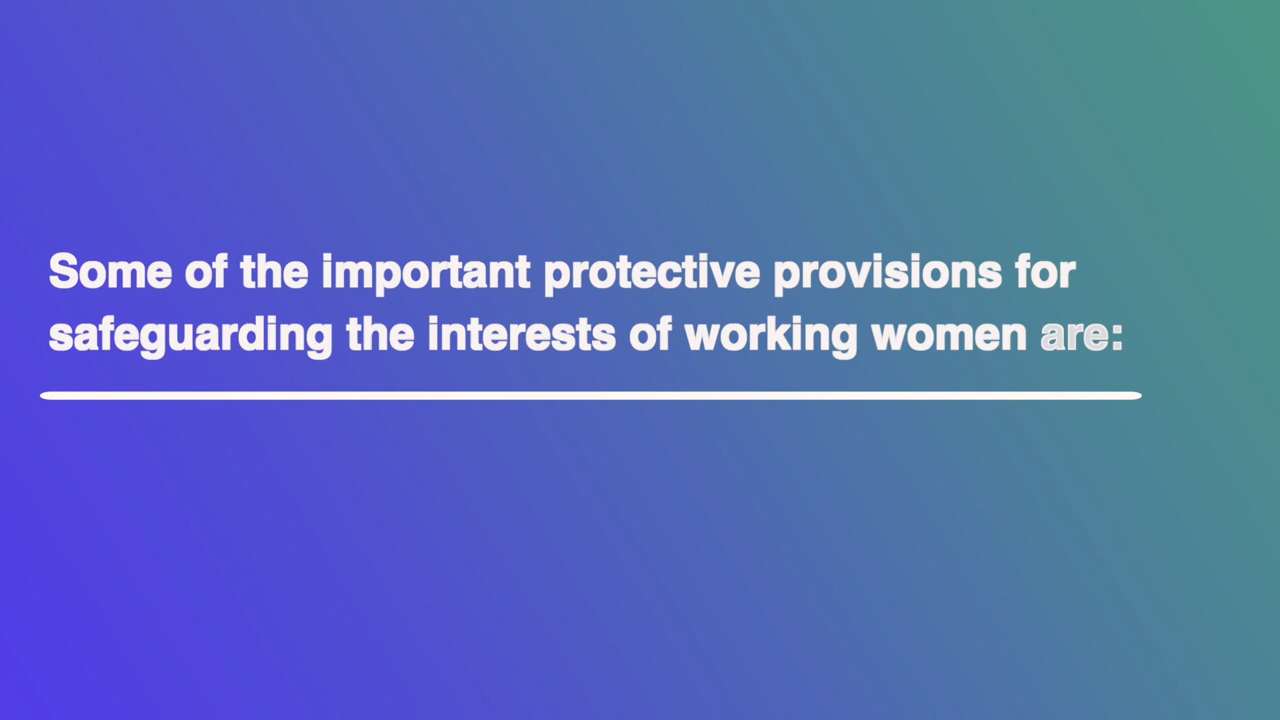 Some of the important protective provisions for
safeguarding the interests of working women are: